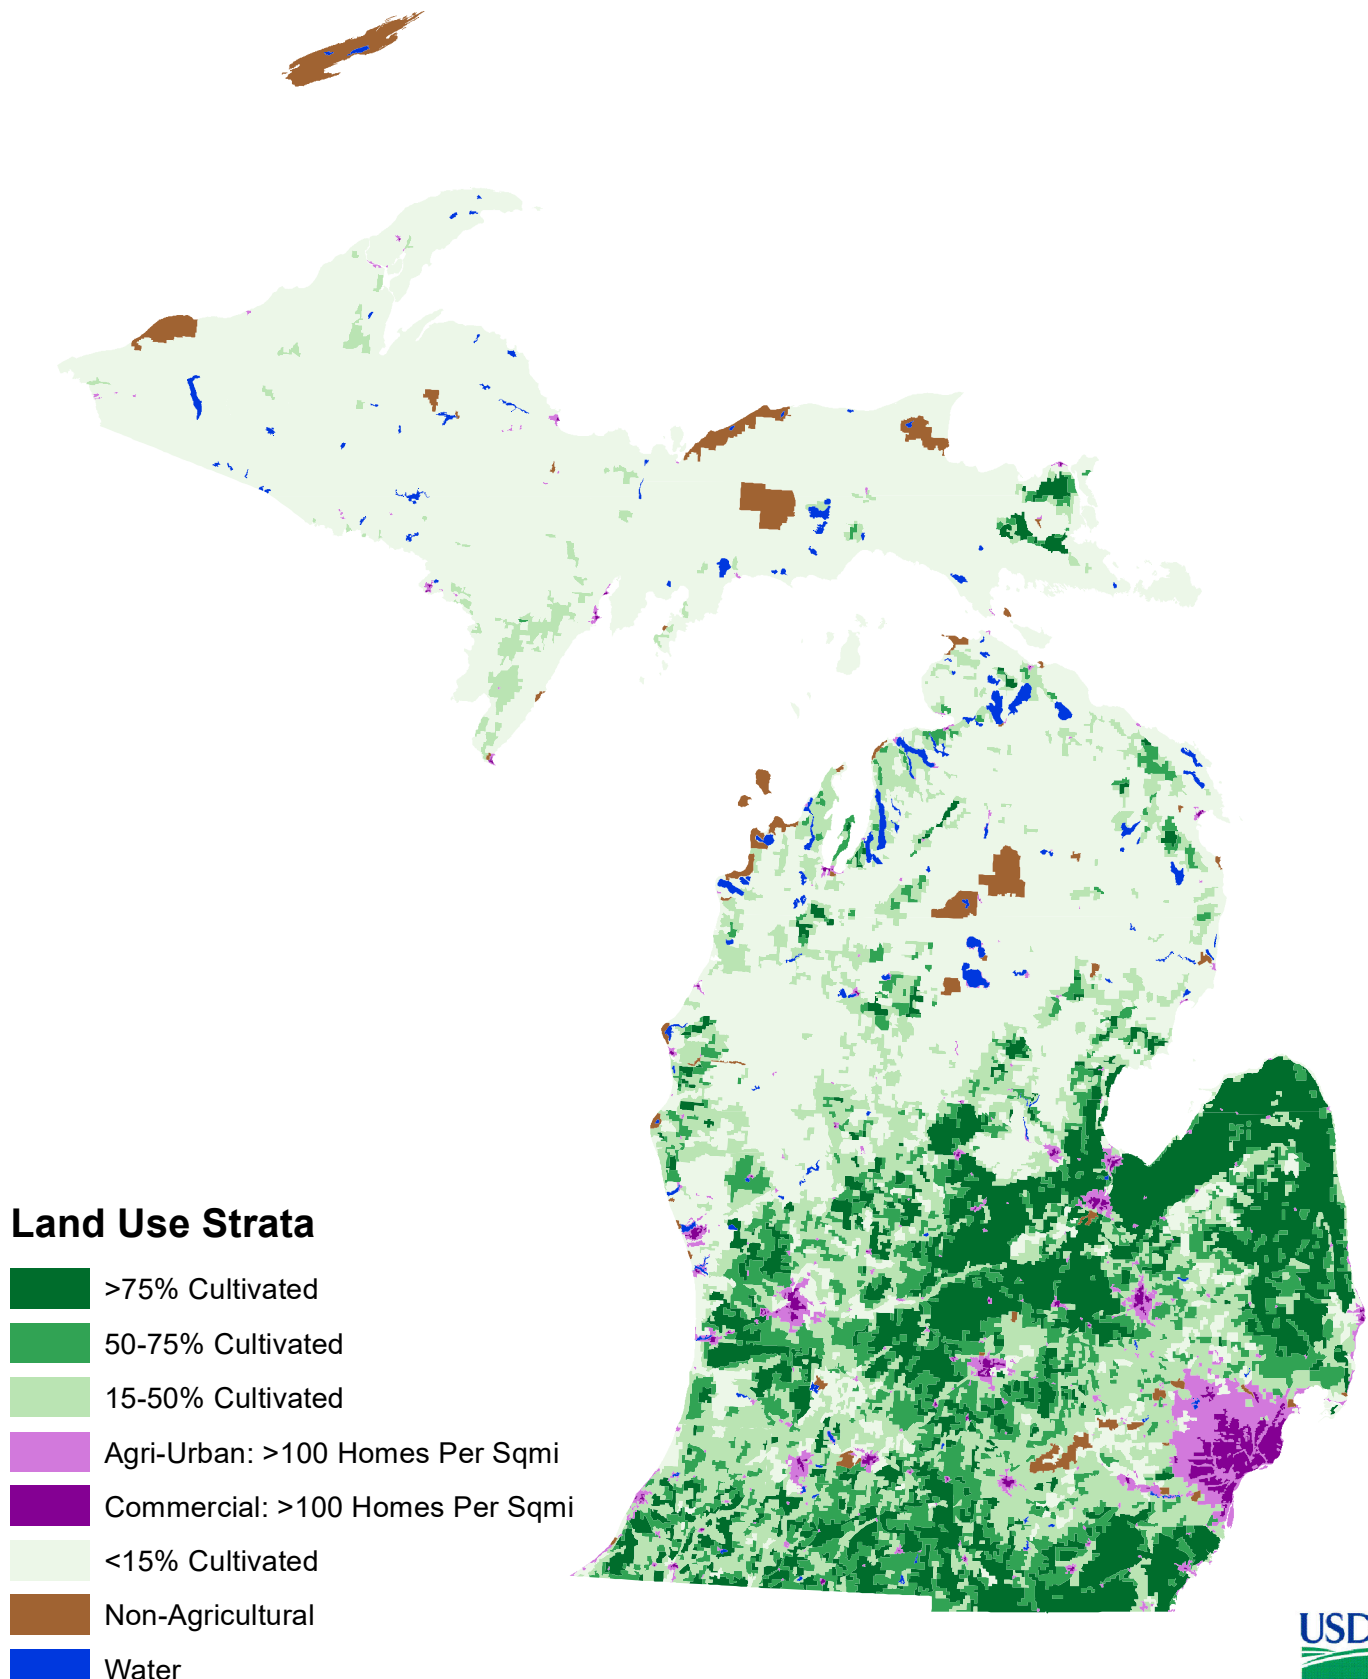 Land Use Strata
>75% Cultivated
50-75% Cultivated
15-50% Cultivated
Agri-Urban: >100 Homes Per Sqmi
Commercial: >100 Homes Per Sqmi
<15% Cultivated
Non-Agricultural
Water
USD